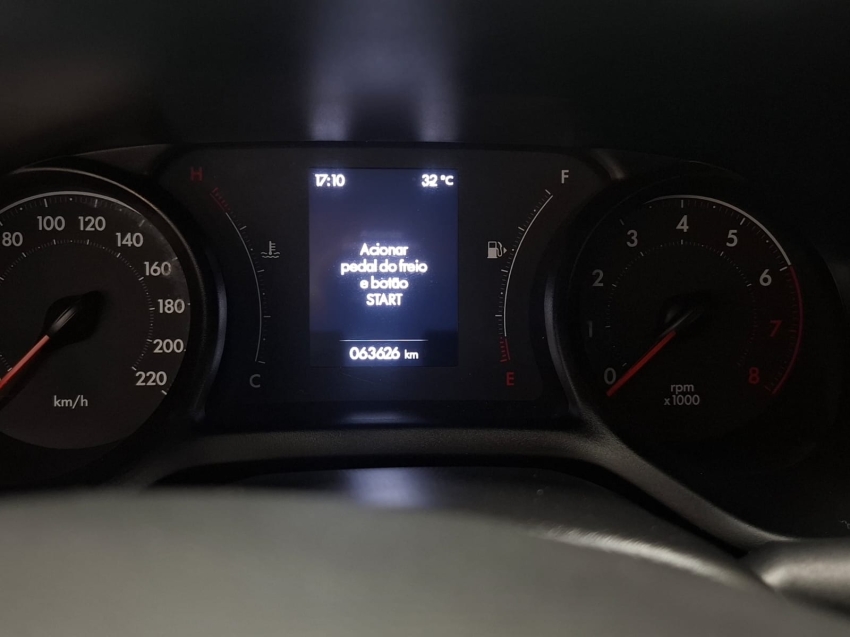 80
100
120
140
160
180
200
220
km/h
H
C
17:10 32 °C
Acionar
pedal do freio
e botão
START
063626 km
F
E
0
1
2
3
4
5
6
7
8
rpm
x1000